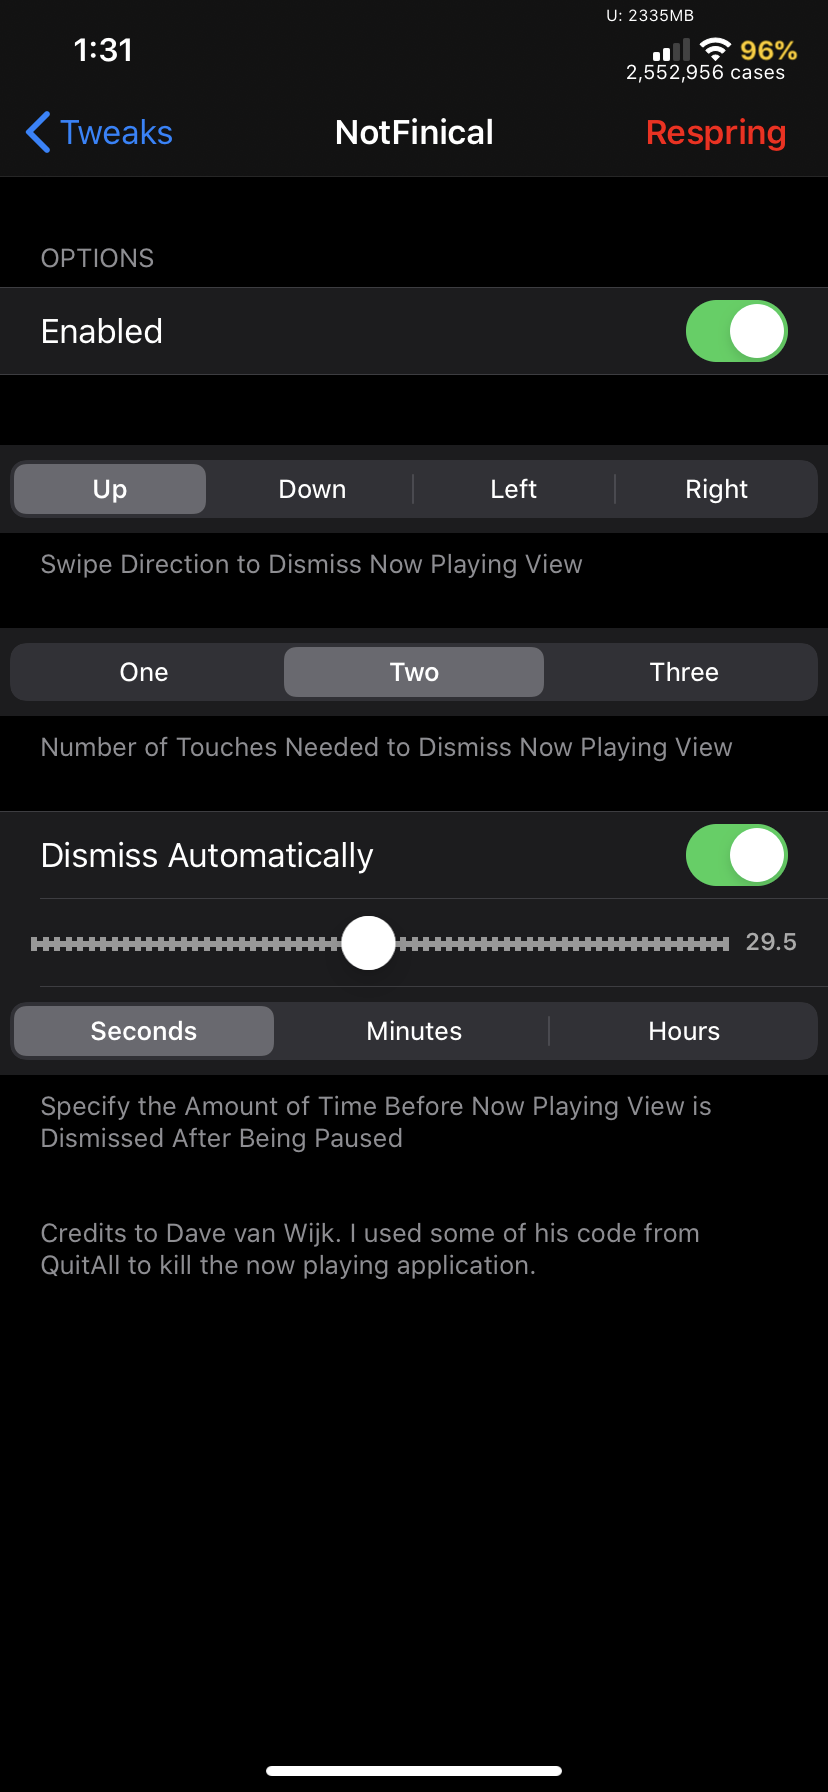 U: 2335MB
1:31
96%
2,552,956 cases
Tweaks
NotFinical
Respring
OPTIONS
Enabled
Up Down Left Right
Swipe Direction to Dismiss Now Playing View
One Two Three
Number of Touches Needed to Dismiss Now Playing View
Dismiss Automatically
29.5
Seconds Minutes Hours
Specify the Amount of Time Before Now Playing View is
Dismissed After Being Paused
Credits to Dave van Wijk. I used some of his code from
QuitAll to kill the now playing application.